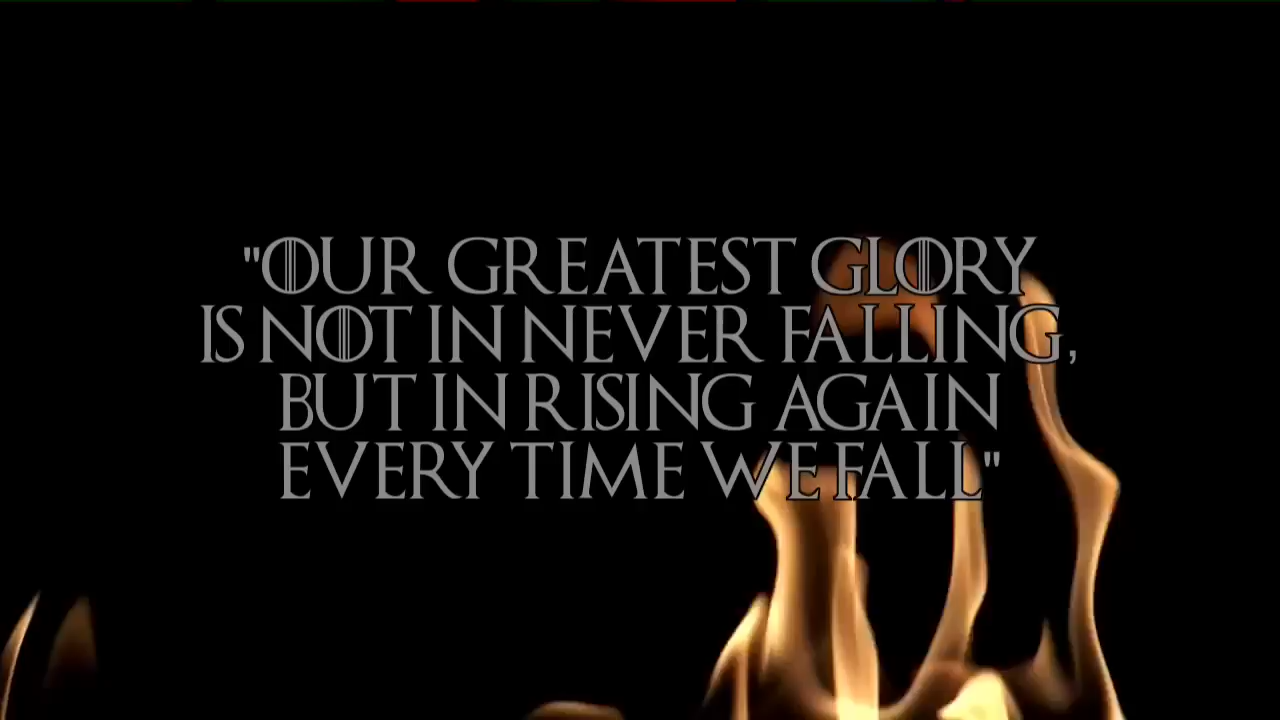 "OUR GREATEST GLORY
IS NOT IN NEVER FALLING,
BUT IN RISING AGAIN
EVERY TIME WE FALL"